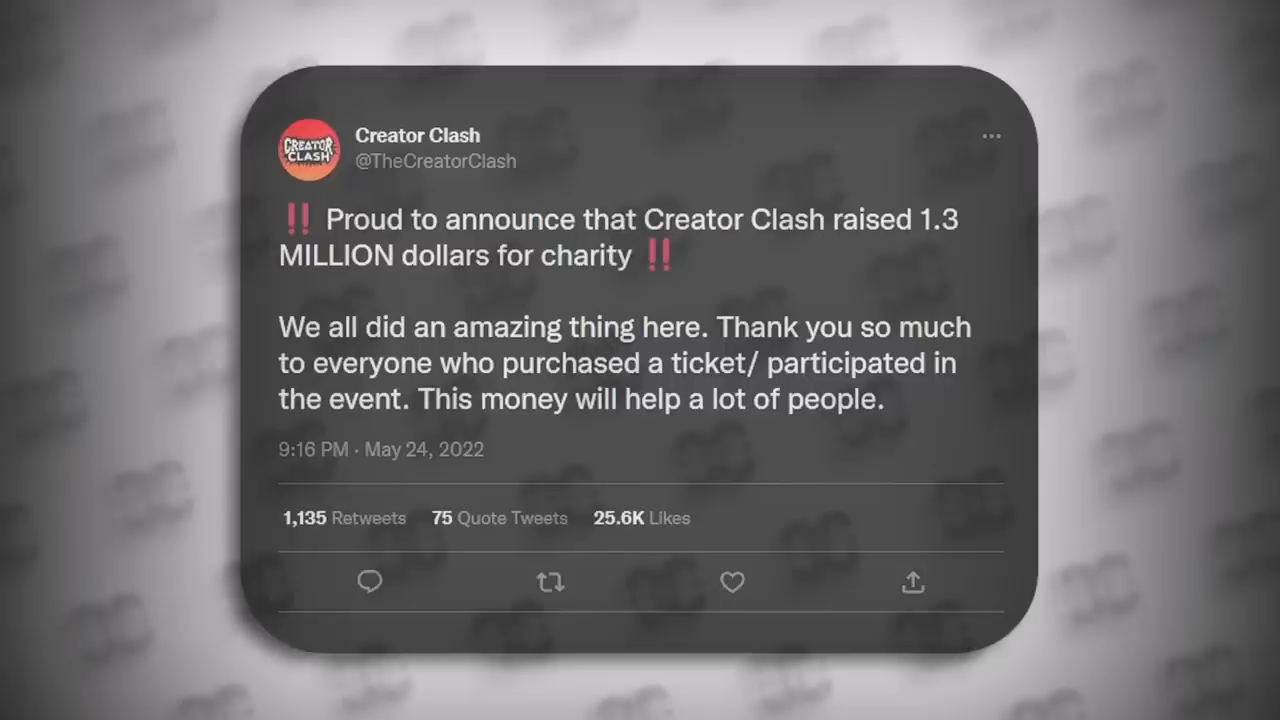 CREATOR
CLASH
Creator Clash
@TheCreatorClash
‼ Proud to announce that Creator Clash raised 1.3
MILLION dollars for charity ‼
We all did an amazing thing here. Thank you so much
to everyone who purchased a ticket/ participated in
the event. This money will help a lot of people.
9:16 PM · May 24, 2022
1,135 Retweets 75 Quote Tweets 25.6K Likes